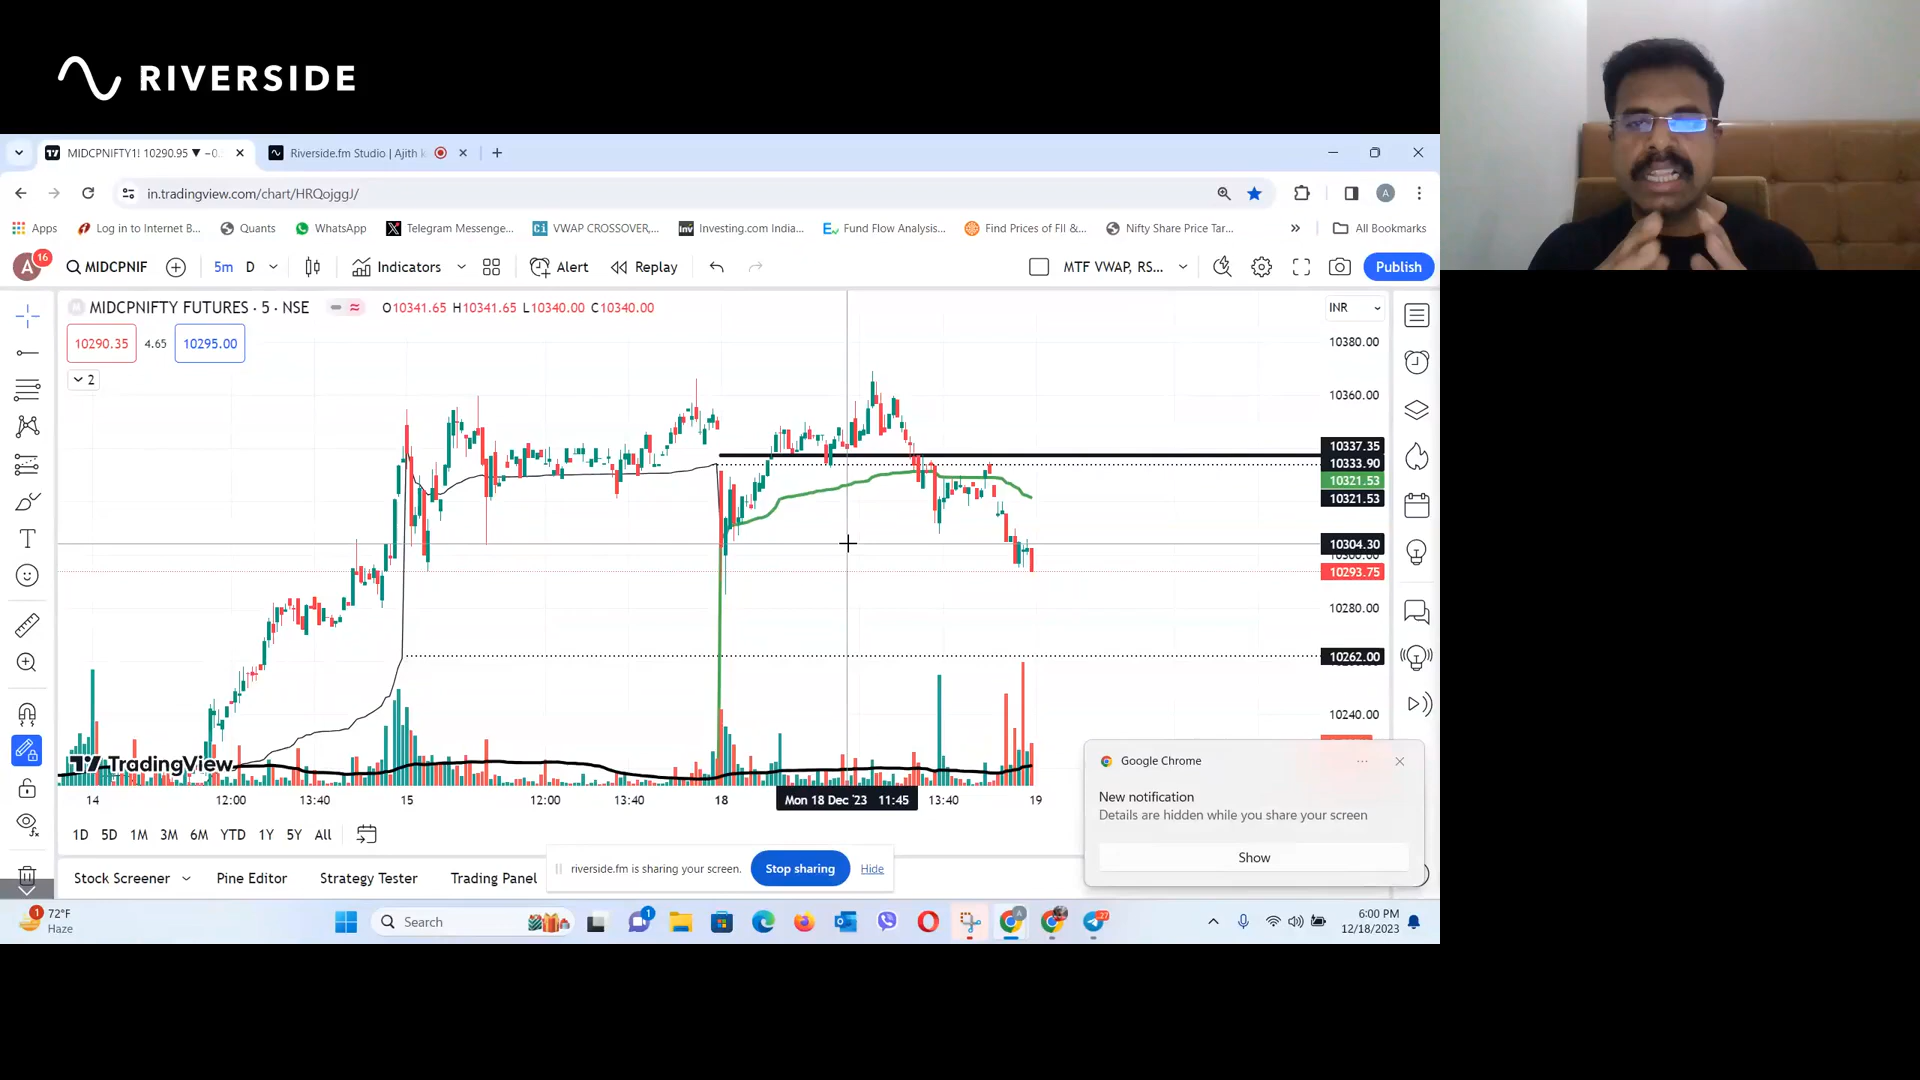 RIVERSIDE
MIDCPNIFTY1! 10290.95 ▼ −0.
Riverside.fm Studio | Ajith k
in.tradingview.com/chart/HRQojggJ/
Apps
Log in to Internet B...
Quants
WhatsApp
Telegram Messenge...
VWAP CROSSOVER,...
Investing.com India...
Fund Flow Analysis...
Find Prices of FII &...
Nifty Share Price Tar...
All Bookmarks
A 16
MIDCPNIF
5m D
Indicators
Alert
Replay
MTF VWAP, RS...
Publish
MIDCPNIFTY FUTURES · 5 · NSE
O10341.65 H10341.65 L10340.00 C10340.00
INR
10290.35 4.65 10295.00
2
10380.00
10360.00
10337.35
10333.90
10321.53
10321.53
10304.30
10293.75
10280.00
10262.00
10240.00
TradingView
14 12:00 13:40 15 12:00 13:40 18 Mon 18 Dec '23 11:45 13:40 19
1D 5D 1M 3M 6M YTD 1Y 5Y All
Google Chrome
New notification
Details are hidden while you share your screen
Show
Stock Screener
Pine Editor
Strategy Tester
Trading Panel
riverside.fm is sharing your screen.
Stop sharing
Hide
1
72°F
Haze
Search
1
27
6:00 PM
12/18/2023